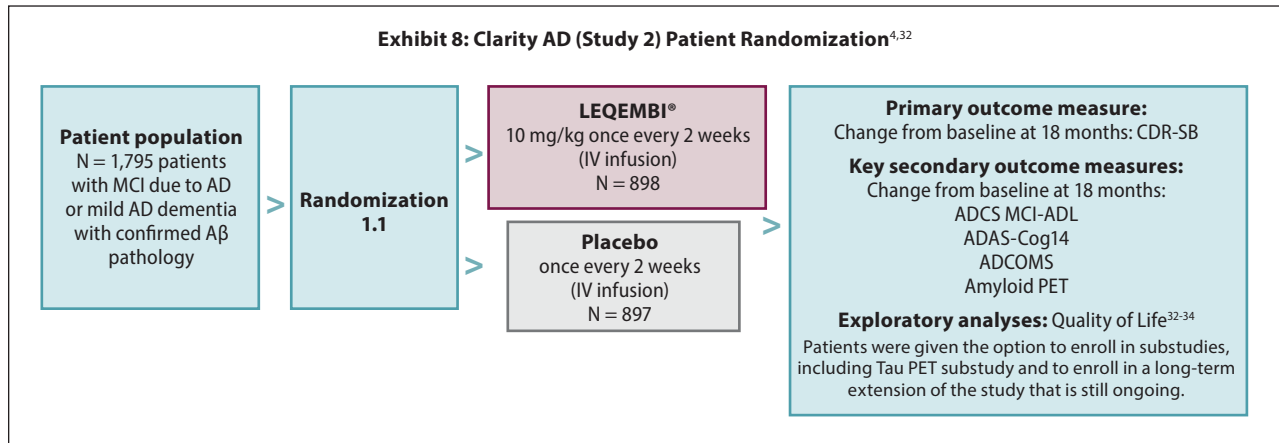 Exhibit 8: Clarity AD (Study 2) Patient Randomization4,32
Patient population
N = 1,795 patients
with MCI due to AD
or mild AD dementia
with confirmed Aβ
pathology
>
Randomization
1.1
>
>
LEQEMBI®
10 mg/kg once every 2 weeks
(IV infusion)
N = 898
Placebo
once every 2 weeks
(IV infusion)
N = 897
>
Primary outcome measure:
Change from baseline at 18 months: CDR-SB
Key secondary outcome measures:
Change from baseline at 18 months:
ADCS MCI-ADL
ADAS-Cog14
ADCOMS
Amyloid PET
Exploratory analyses: Quality of Life32-34
Patients were given the option to enroll in substudies,
including Tau PET substudy and to enroll in a long-term
extension of the study that is still ongoing.